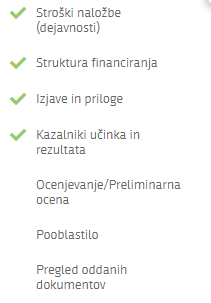 Stroški naložbe
(dejavnosti)
Struktura financiranja
Izjave in priloge
Kazalniki učinka in
rezultata
Ocenjevanje/Preliminarna
ocena
Pooblastilo
Pregled oddanih
dokumentov